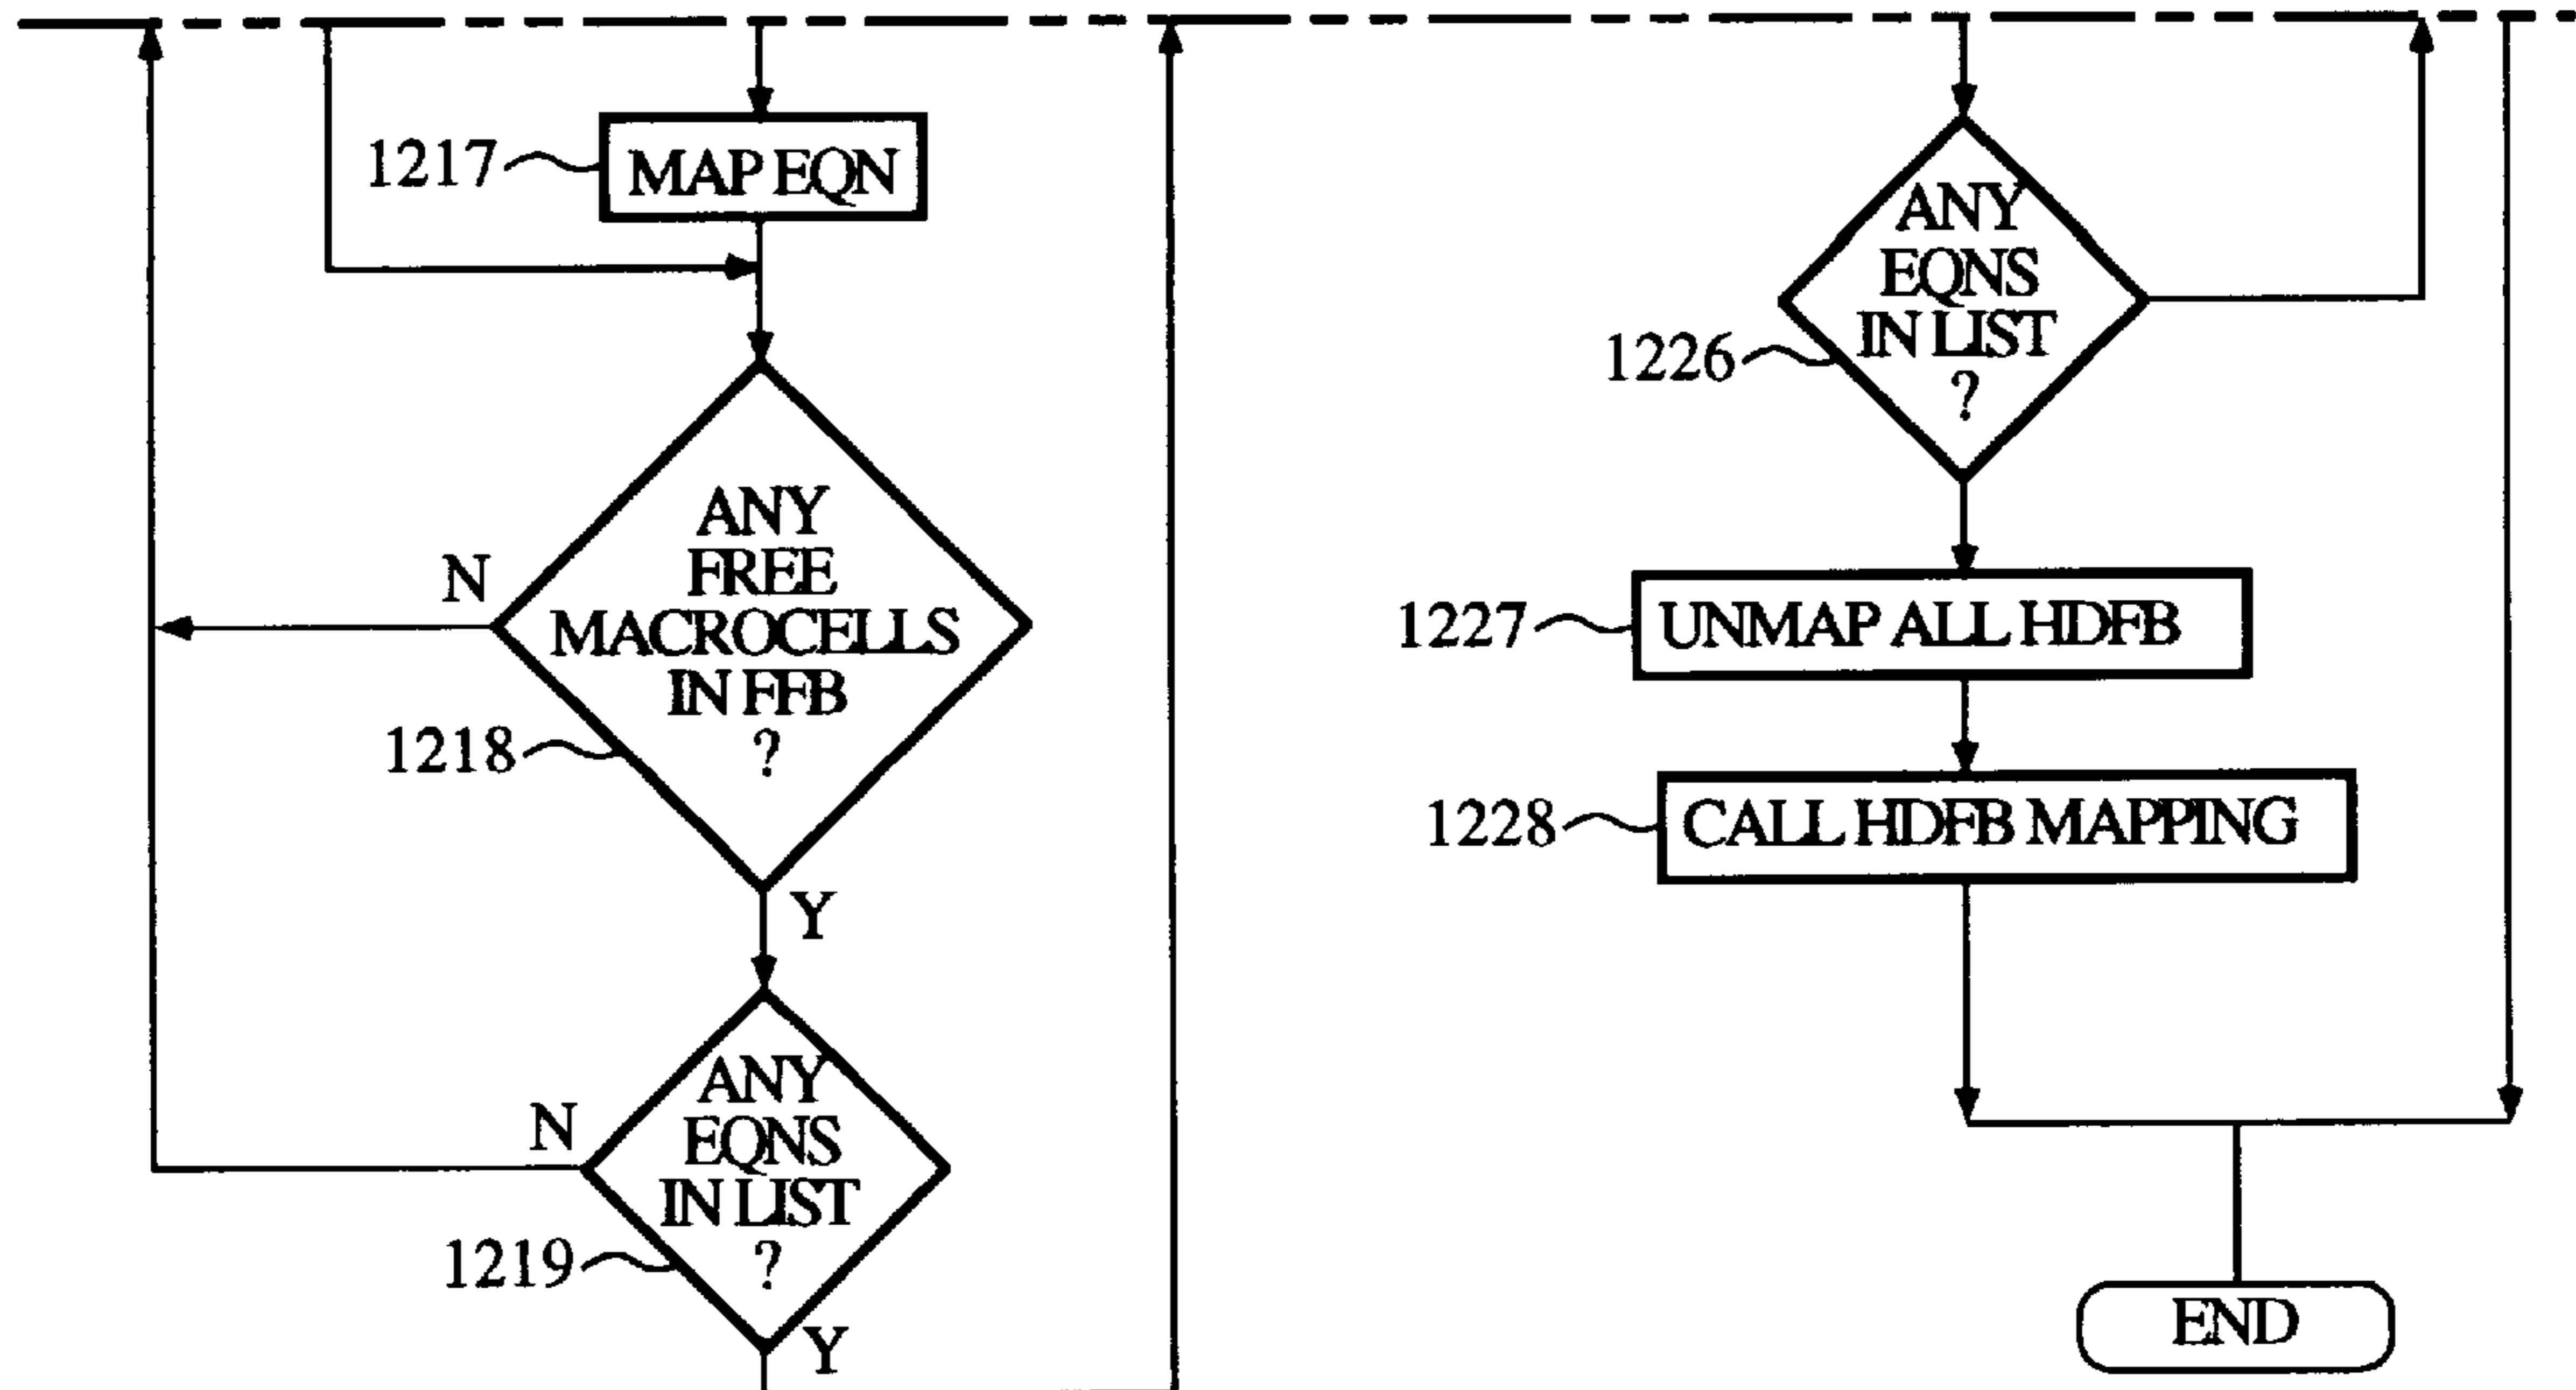 1217
MAP EQN
ANY
FREE
MACROCELLS
IN FFB
?
N
1218
Y
ANY
EQNS
IN LIST
?
N
1219
Y
ANY
EQNS
IN LIST
?
1226
1227
UNMAP ALL HDFB
1228
CALL HDFB MAPPING
END